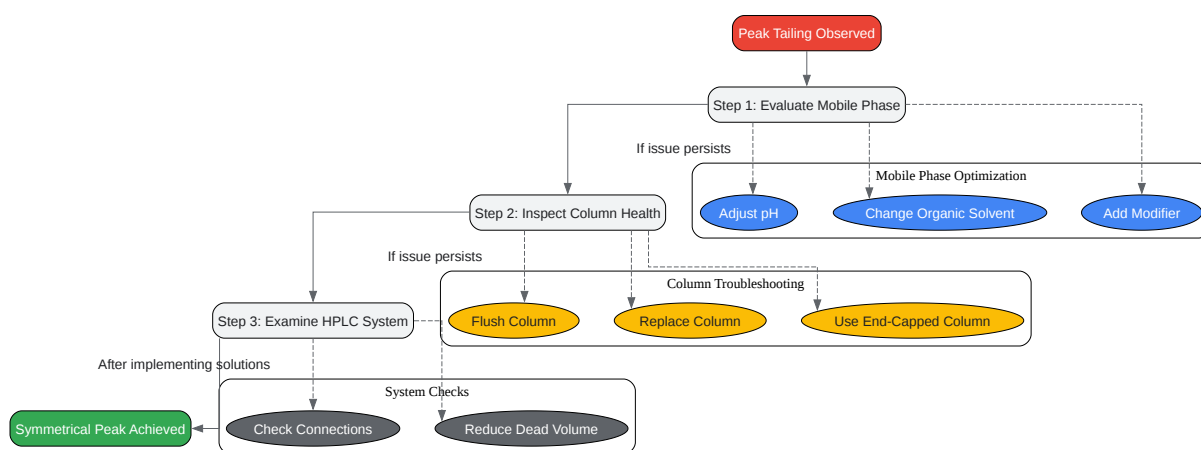 Peak Tailing Observed
Step 1: Evaluate Mobile Phase
If issue persists
Mobile Phase Optimization
Adjust pH
Change Organic Solvent
Add Modifier
Step 2: Inspect Column Health
If issue persists
Column Troubleshooting
Flush Column
Replace Column
Use End-Capped Column
Step 3: Examine HPLC System
After implementing solutions
System Checks
Symmetrical Peak Achieved
Check Connections
Reduce Dead Volume